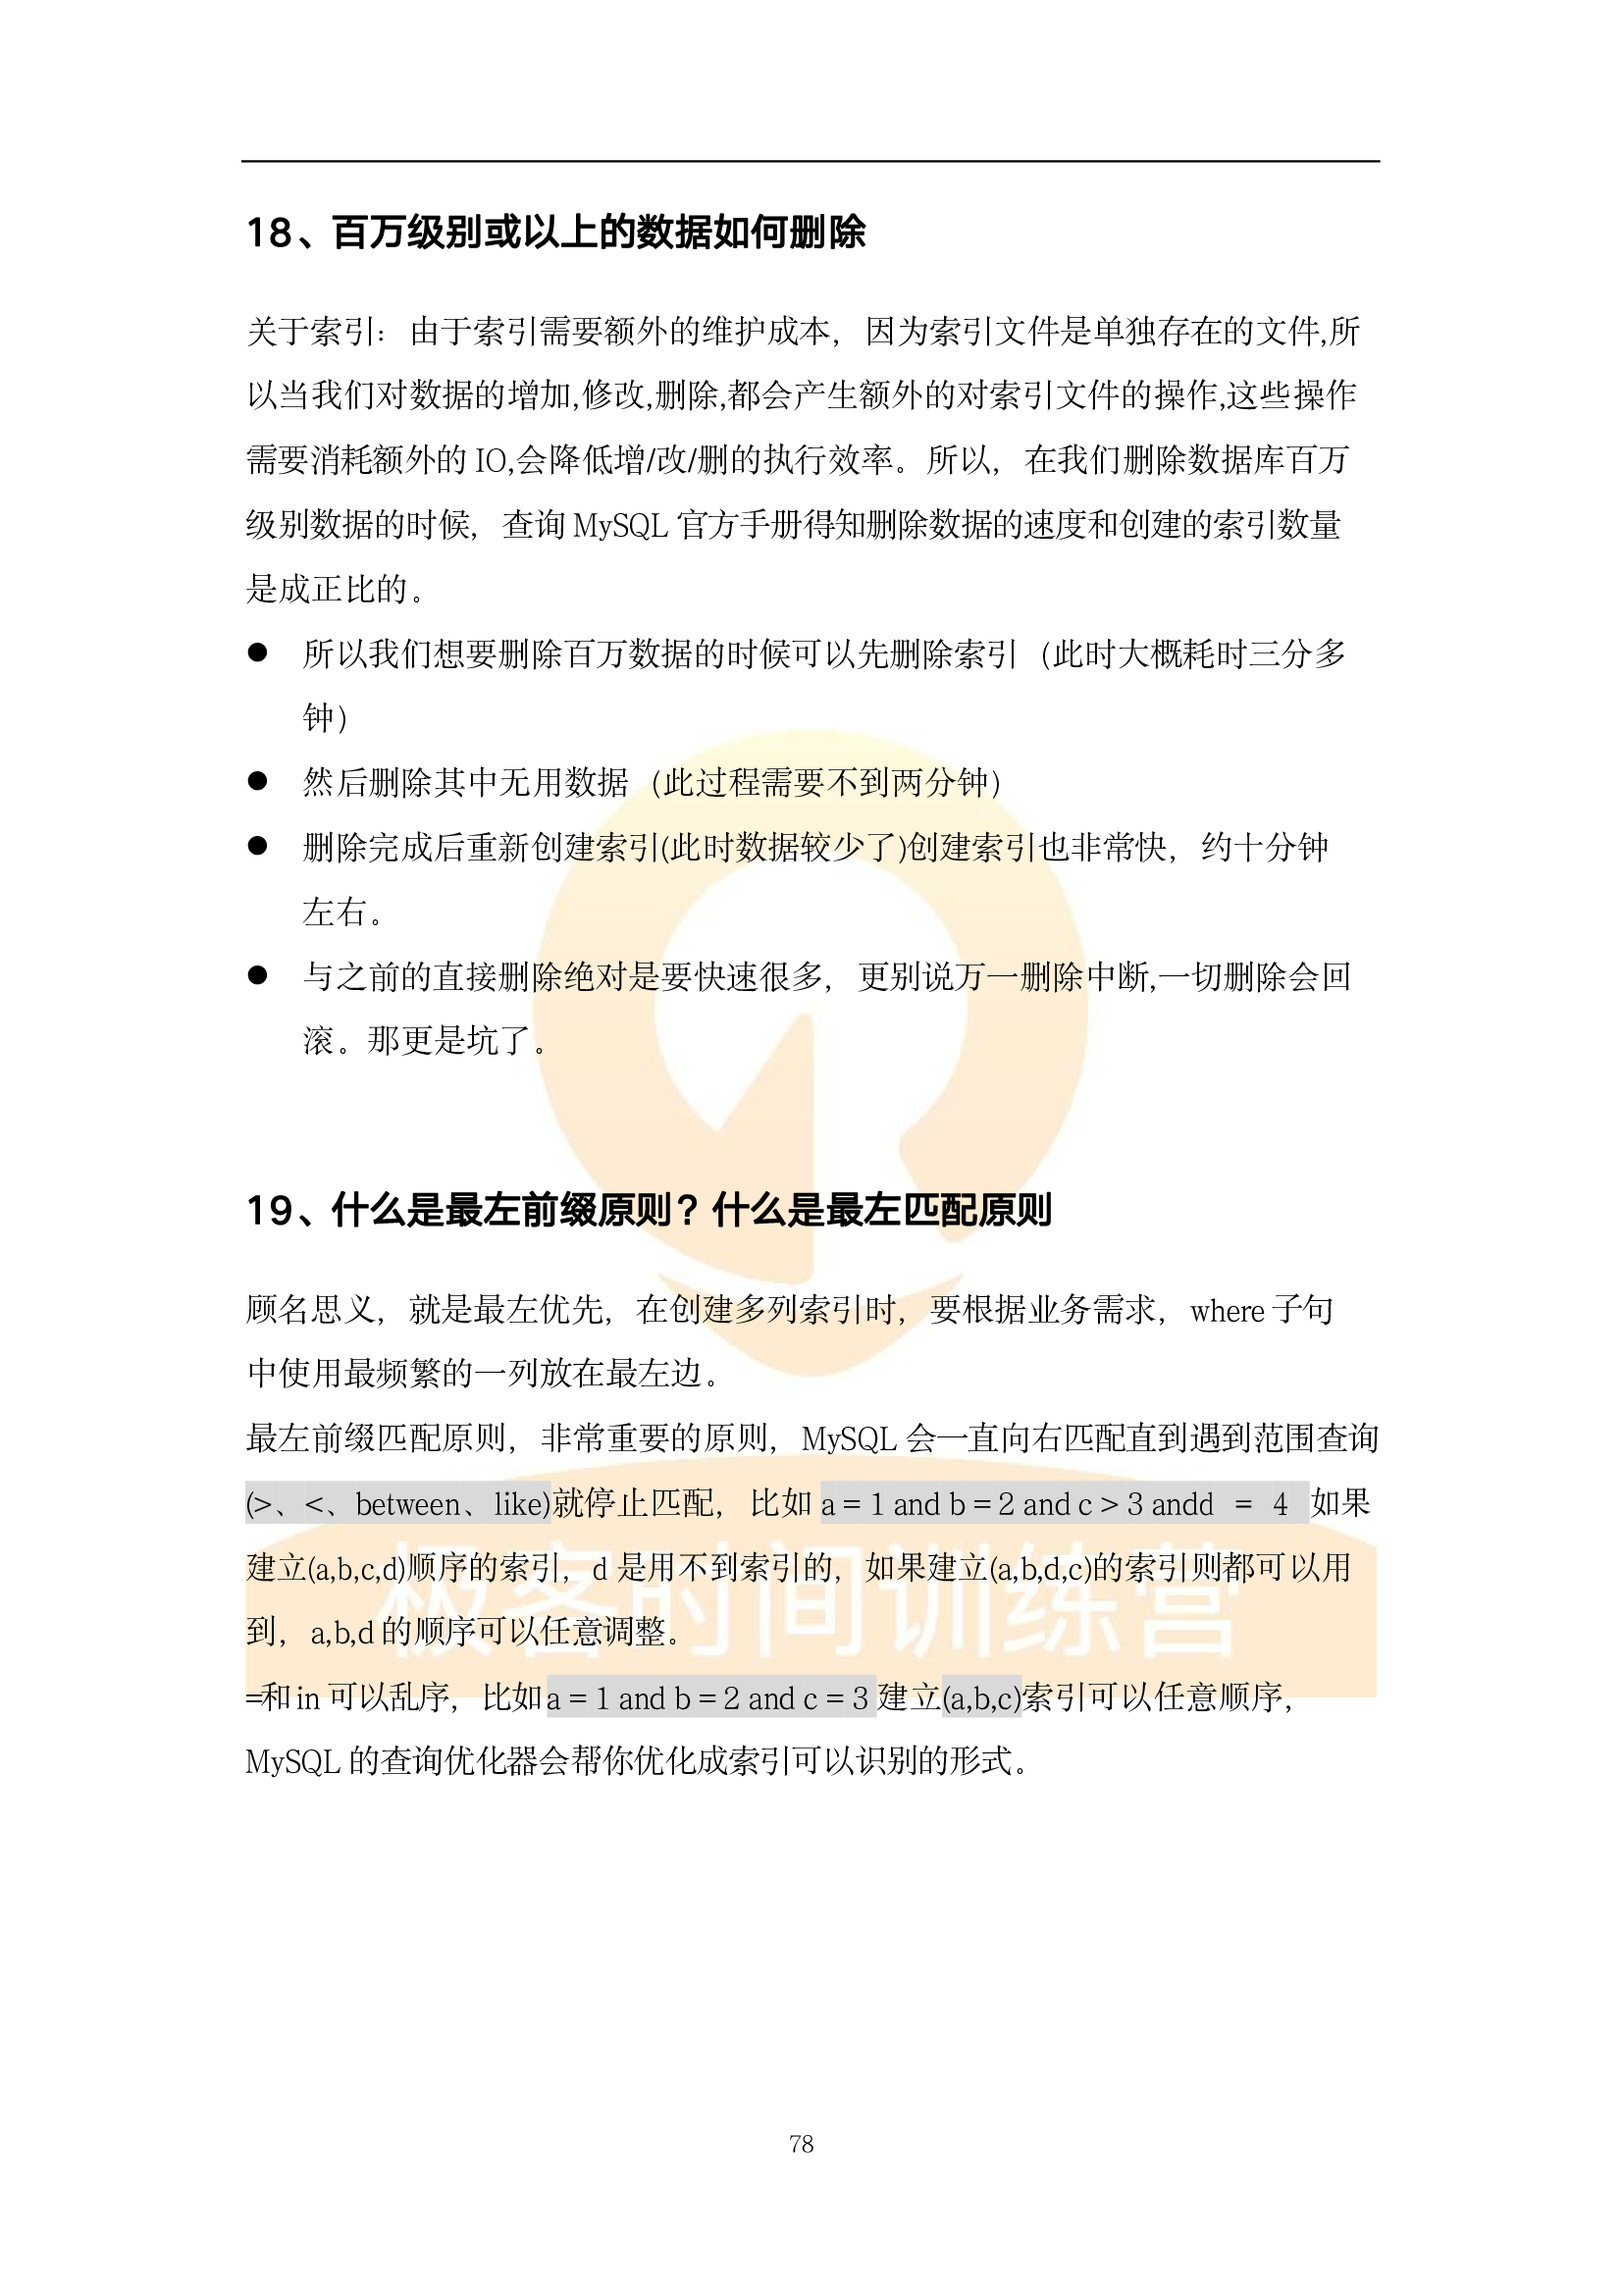 18、百万级别或以上的数据如何删除
关于索引：由于索引需要额外的维护成本，因为索引文件是单独存在的文件,所
以当我们对数据的增加,修改,删除,都会产生额外的对索引文件的操作,这些操作
需要消耗额外的 IO,会降低增/改/删的执行效率。所以，在我们删除数据库百万
级别数据的时候，查询 MySQL 官方手册得知删除数据的速度和创建的索引数量
是成正比的。
● 所以我们想要删除百万数据的时候可以先删除索引（此时大概耗时三分多
钟）
● 然后删除其中无用数据（此过程需要不到两分钟）
● 删除完成后重新创建索引(此时数据较少了)创建索引也非常快，约十分钟
左右。
● 与之前的直接删除绝对是要快速很多，更别说万一删除中断,一切删除会回
滚。那更是坑了。
19、什么是最左前缀原则？什么是最左匹配原则
顾名思义，就是最左优先，在创建多列索引时，要根据业务需求，where 子句
中使用最频繁的一列放在最左边。
最左前缀匹配原则，非常重要的原则，MySQL 会一直向右匹配直到遇到范围查询
(>、<、between、like)就停止匹配，比如 a = 1 and b = 2 and c > 3 andd = 4 如果
建立(a,b,c,d)顺序的索引，d 是用不到索引的，如果建立(a,b,d,c)的索引则都可以用
到，a,b,d 的顺序可以任意调整。
=和 in 可以乱序，比如 a = 1 and b = 2 and c = 3 建立(a,b,c)索引可以任意顺序，
MySQL 的查询优化器会帮你优化成索引可以识别的形式。
极客时间训练营
78